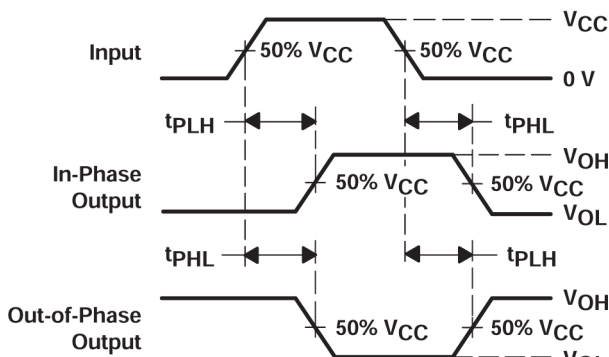 VCC
Input
50% VCC
50% VCC
0 V
tPLH
tPHL
VOH
In-Phase
Output
50% VCC
50% VCC
VOL
tPHL
tPLH
VOH
Out-of-Phase
Output
50% VCC
50% VCC